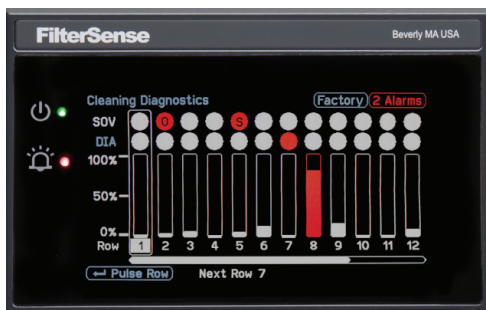 FilterSense
Beverly MA USA
Cleaning Diagnostics
Factory 2 Alarms
SOV O S
DIA
100%
50%
0%
Row 1 2 3 4 5 6 7 8 9 10 11 12
↵ Pulse Row Next Row 7